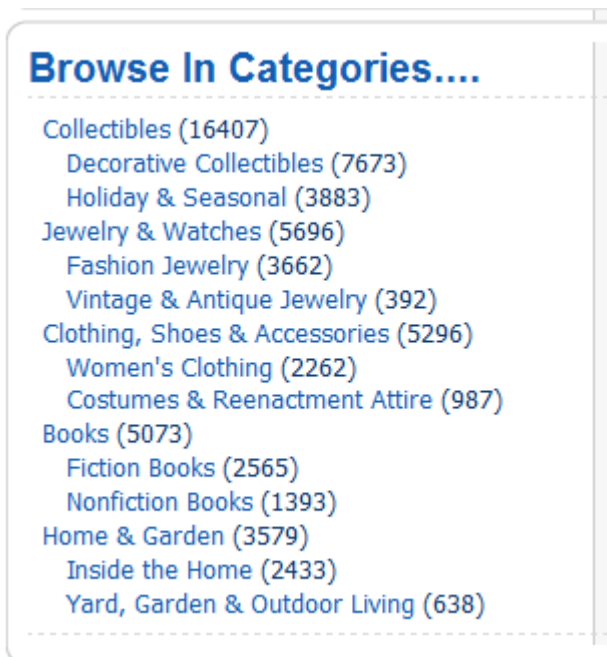 Browse In Categories....
Collectibles (16407)
Decorative Collectibles (7673)
Holiday & Seasonal (3883)
Jewelry & Watches (5696)
Fashion Jewelry (3662)
Vintage & Antique Jewelry (392)
Clothing, Shoes & Accessories (5296)
Women's Clothing (2262)
Costumes & Reenactment Attire (987)
Books (5073)
Fiction Books (2565)
Nonfiction Books (1393)
Home & Garden (3579)
Inside the Home (2433)
Yard, Garden & Outdoor Living (638)